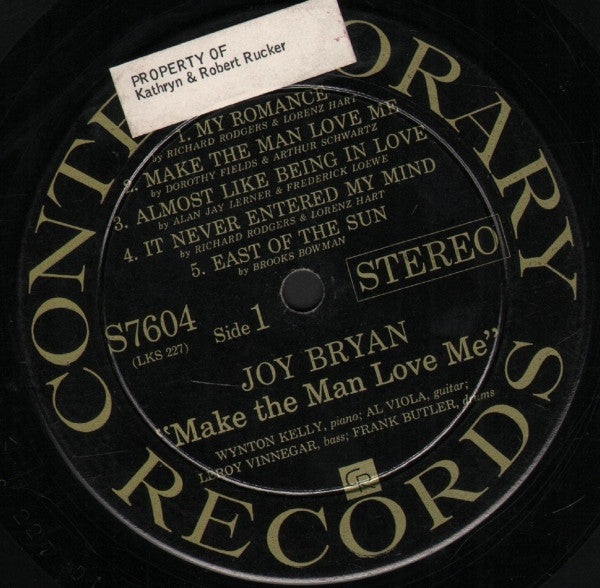 PROPERTY OF
Kathryn & Robert Rucker
CONTE ORARY
1. MY ROMANCE
by RICHARD RODGERS & LORENZ HART
2. MAKE THE MAN LOVE ME
by DOROTHY FIELDS & ARTHUR SCHWARTZ
3. ALMOST LIKE BEING IN LOVE
by ALAN JAY LERNER & FREDERICK LOEWE
4. IT NEVER ENTERED MY MIND
by RICHARD RODGERS & LORENZ HART
5. EAST OF THE SUN
by BROOKS BOWMAN
STEREO
S7604
(LKS 227)
Side 1
JOY BRYAN
"Make the Man Love Me"
WYNTON KELLY, piano; AL VIOLA, guitar;
LEROY VINNEGAR, bass; FRANK BUTLER, drums
CR
RECORDS